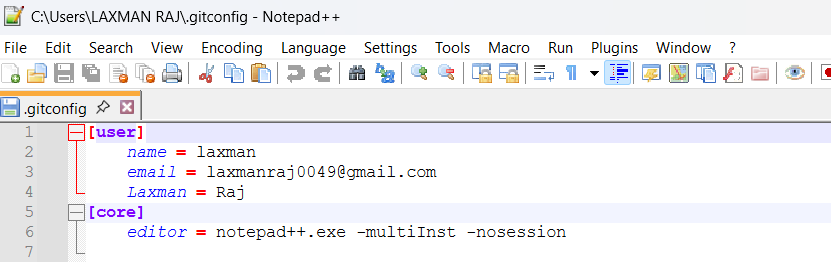 C:\Users\LAXMAN RAJ\.gitconfig - Notepad++
File Edit Search View Encoding Language Settings Tools Macro Run Plugins Window ?
.gitconfig
1 [user]
2 name = laxman
3 email = laxmanraj0049@gmail.com
4 Laxman = Raj
5 [core]
6 editor = notepad++.exe -multiInst -nosession
7